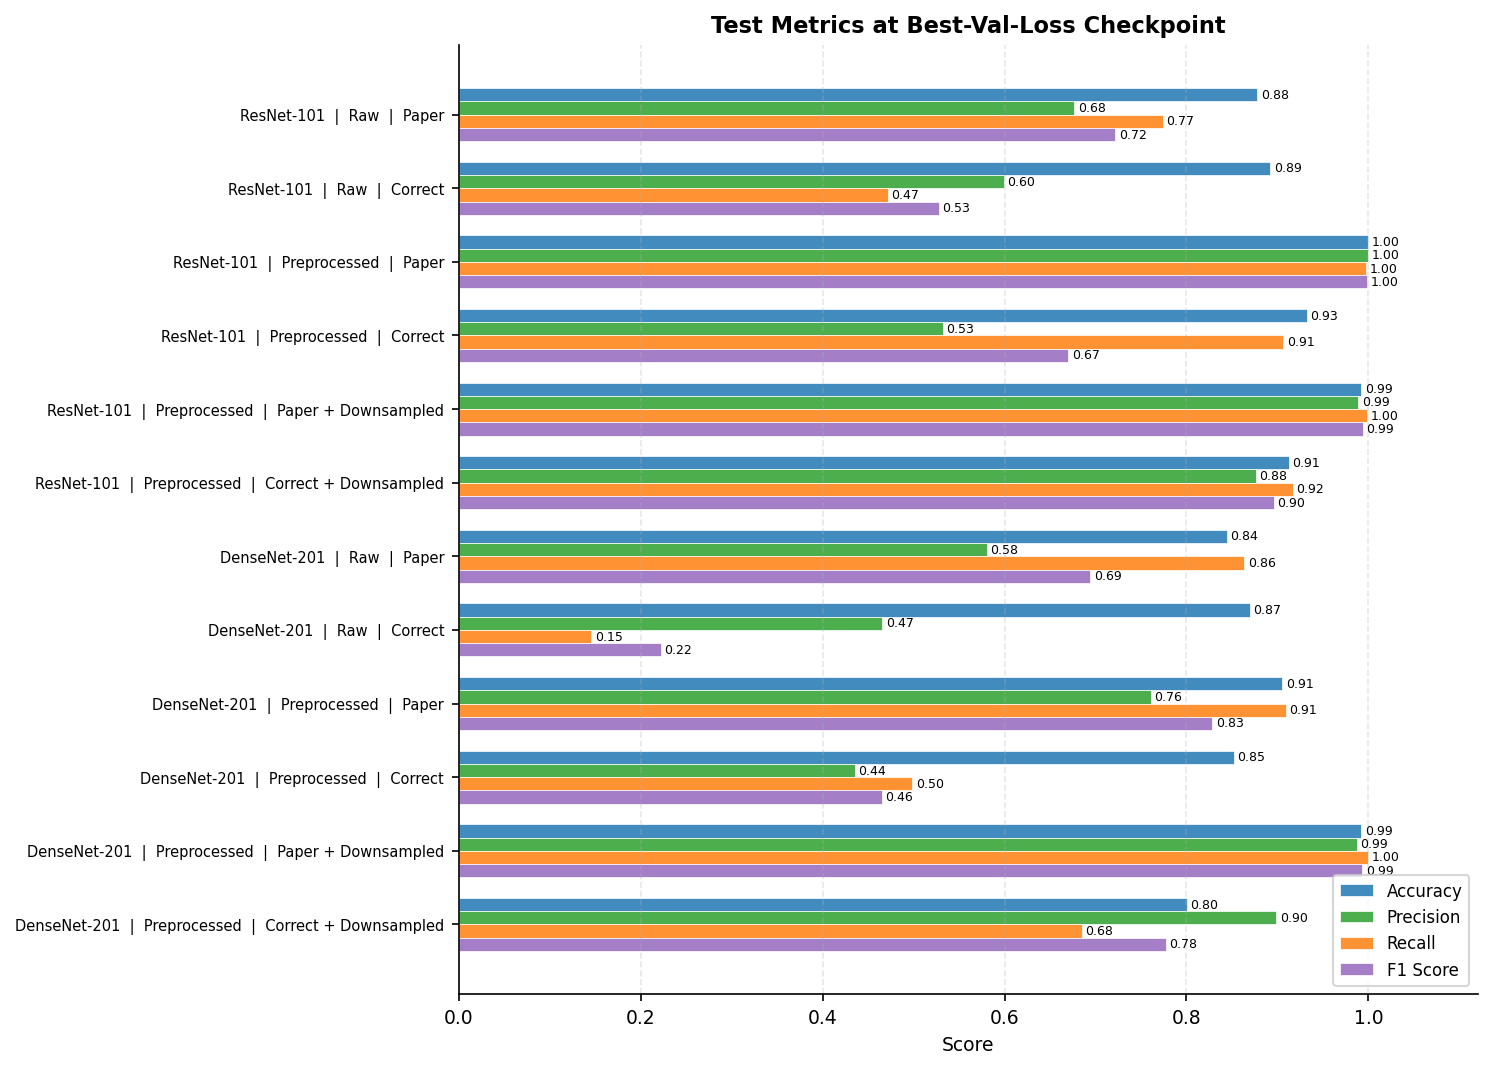 Test Metrics at Best-Val-Loss Checkpoint
ResNet-101 | Raw | Paper
0.88
0.68
0.77
0.72
ResNet-101 | Raw | Correct
0.89
0.60
0.47
0.53
ResNet-101 | Preprocessed | Paper
1.00
1.00
1.00
1.00
ResNet-101 | Preprocessed | Correct
0.93
0.53
0.91
0.67
ResNet-101 | Preprocessed | Paper + Downsampled
0.99
0.99
1.00
0.99
ResNet-101 | Preprocessed | Correct + Downsampled
0.91
0.88
0.92
0.90
DenseNet-201 | Raw | Paper
0.84
0.58
0.86
0.69
DenseNet-201 | Raw | Correct
0.87
0.47
0.15
0.22
DenseNet-201 | Preprocessed | Paper
0.91
0.76
0.91
0.83
DenseNet-201 | Preprocessed | Correct
0.85
0.44
0.50
0.46
DenseNet-201 | Preprocessed | Paper + Downsampled
0.99
0.99
1.00
0.99
DenseNet-201 | Preprocessed | Correct + Downsampled
0.80
0.90
0.68
0.78
Accuracy
Precision
Recall
F1 Score
0.0 0.2 0.4 0.6 0.8 1.0
Score